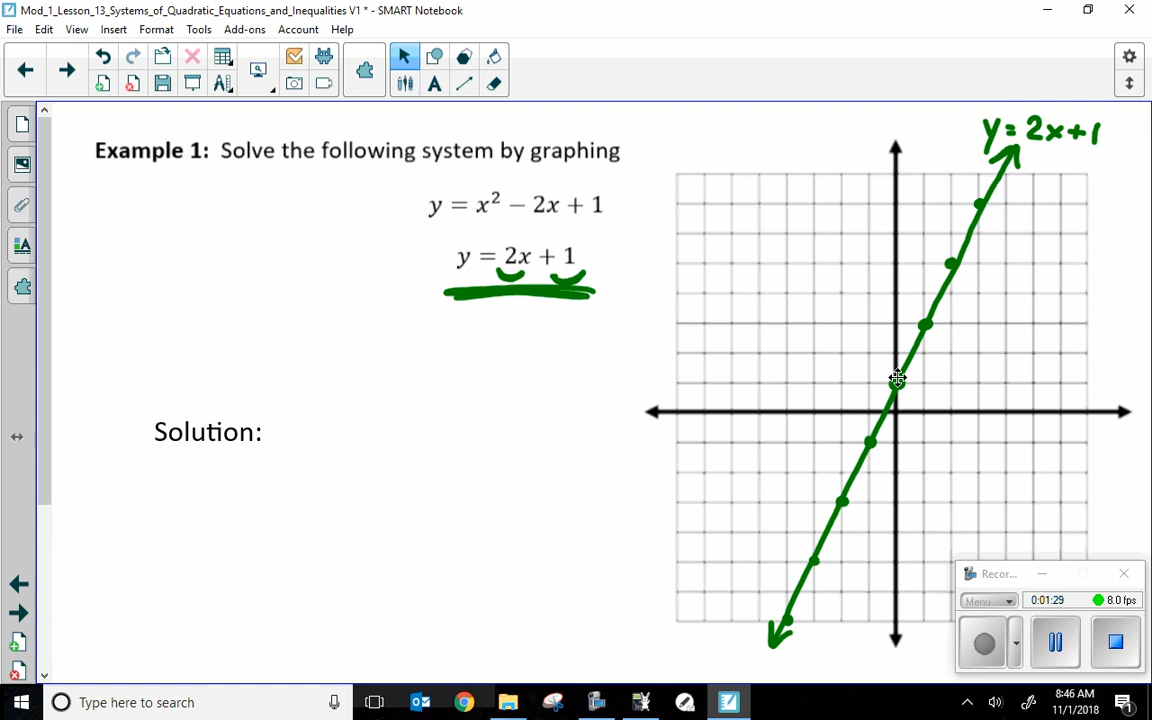 Mod_1_Lesson_13_Systems_of_Quadratic_Equations_and_Inequalities V1 * - SMART Notebook
File Edit View Insert Format Tools Add-ons Account Help
y = 2x + 1
Example 1: Solve the following system by graphing
y = x² − 2x + 1
y = 2x + 1
Solution:
Recor...
Menu 0:01:29 8.0 fps
Type here to search
8:46 AM
11/1/2018
1